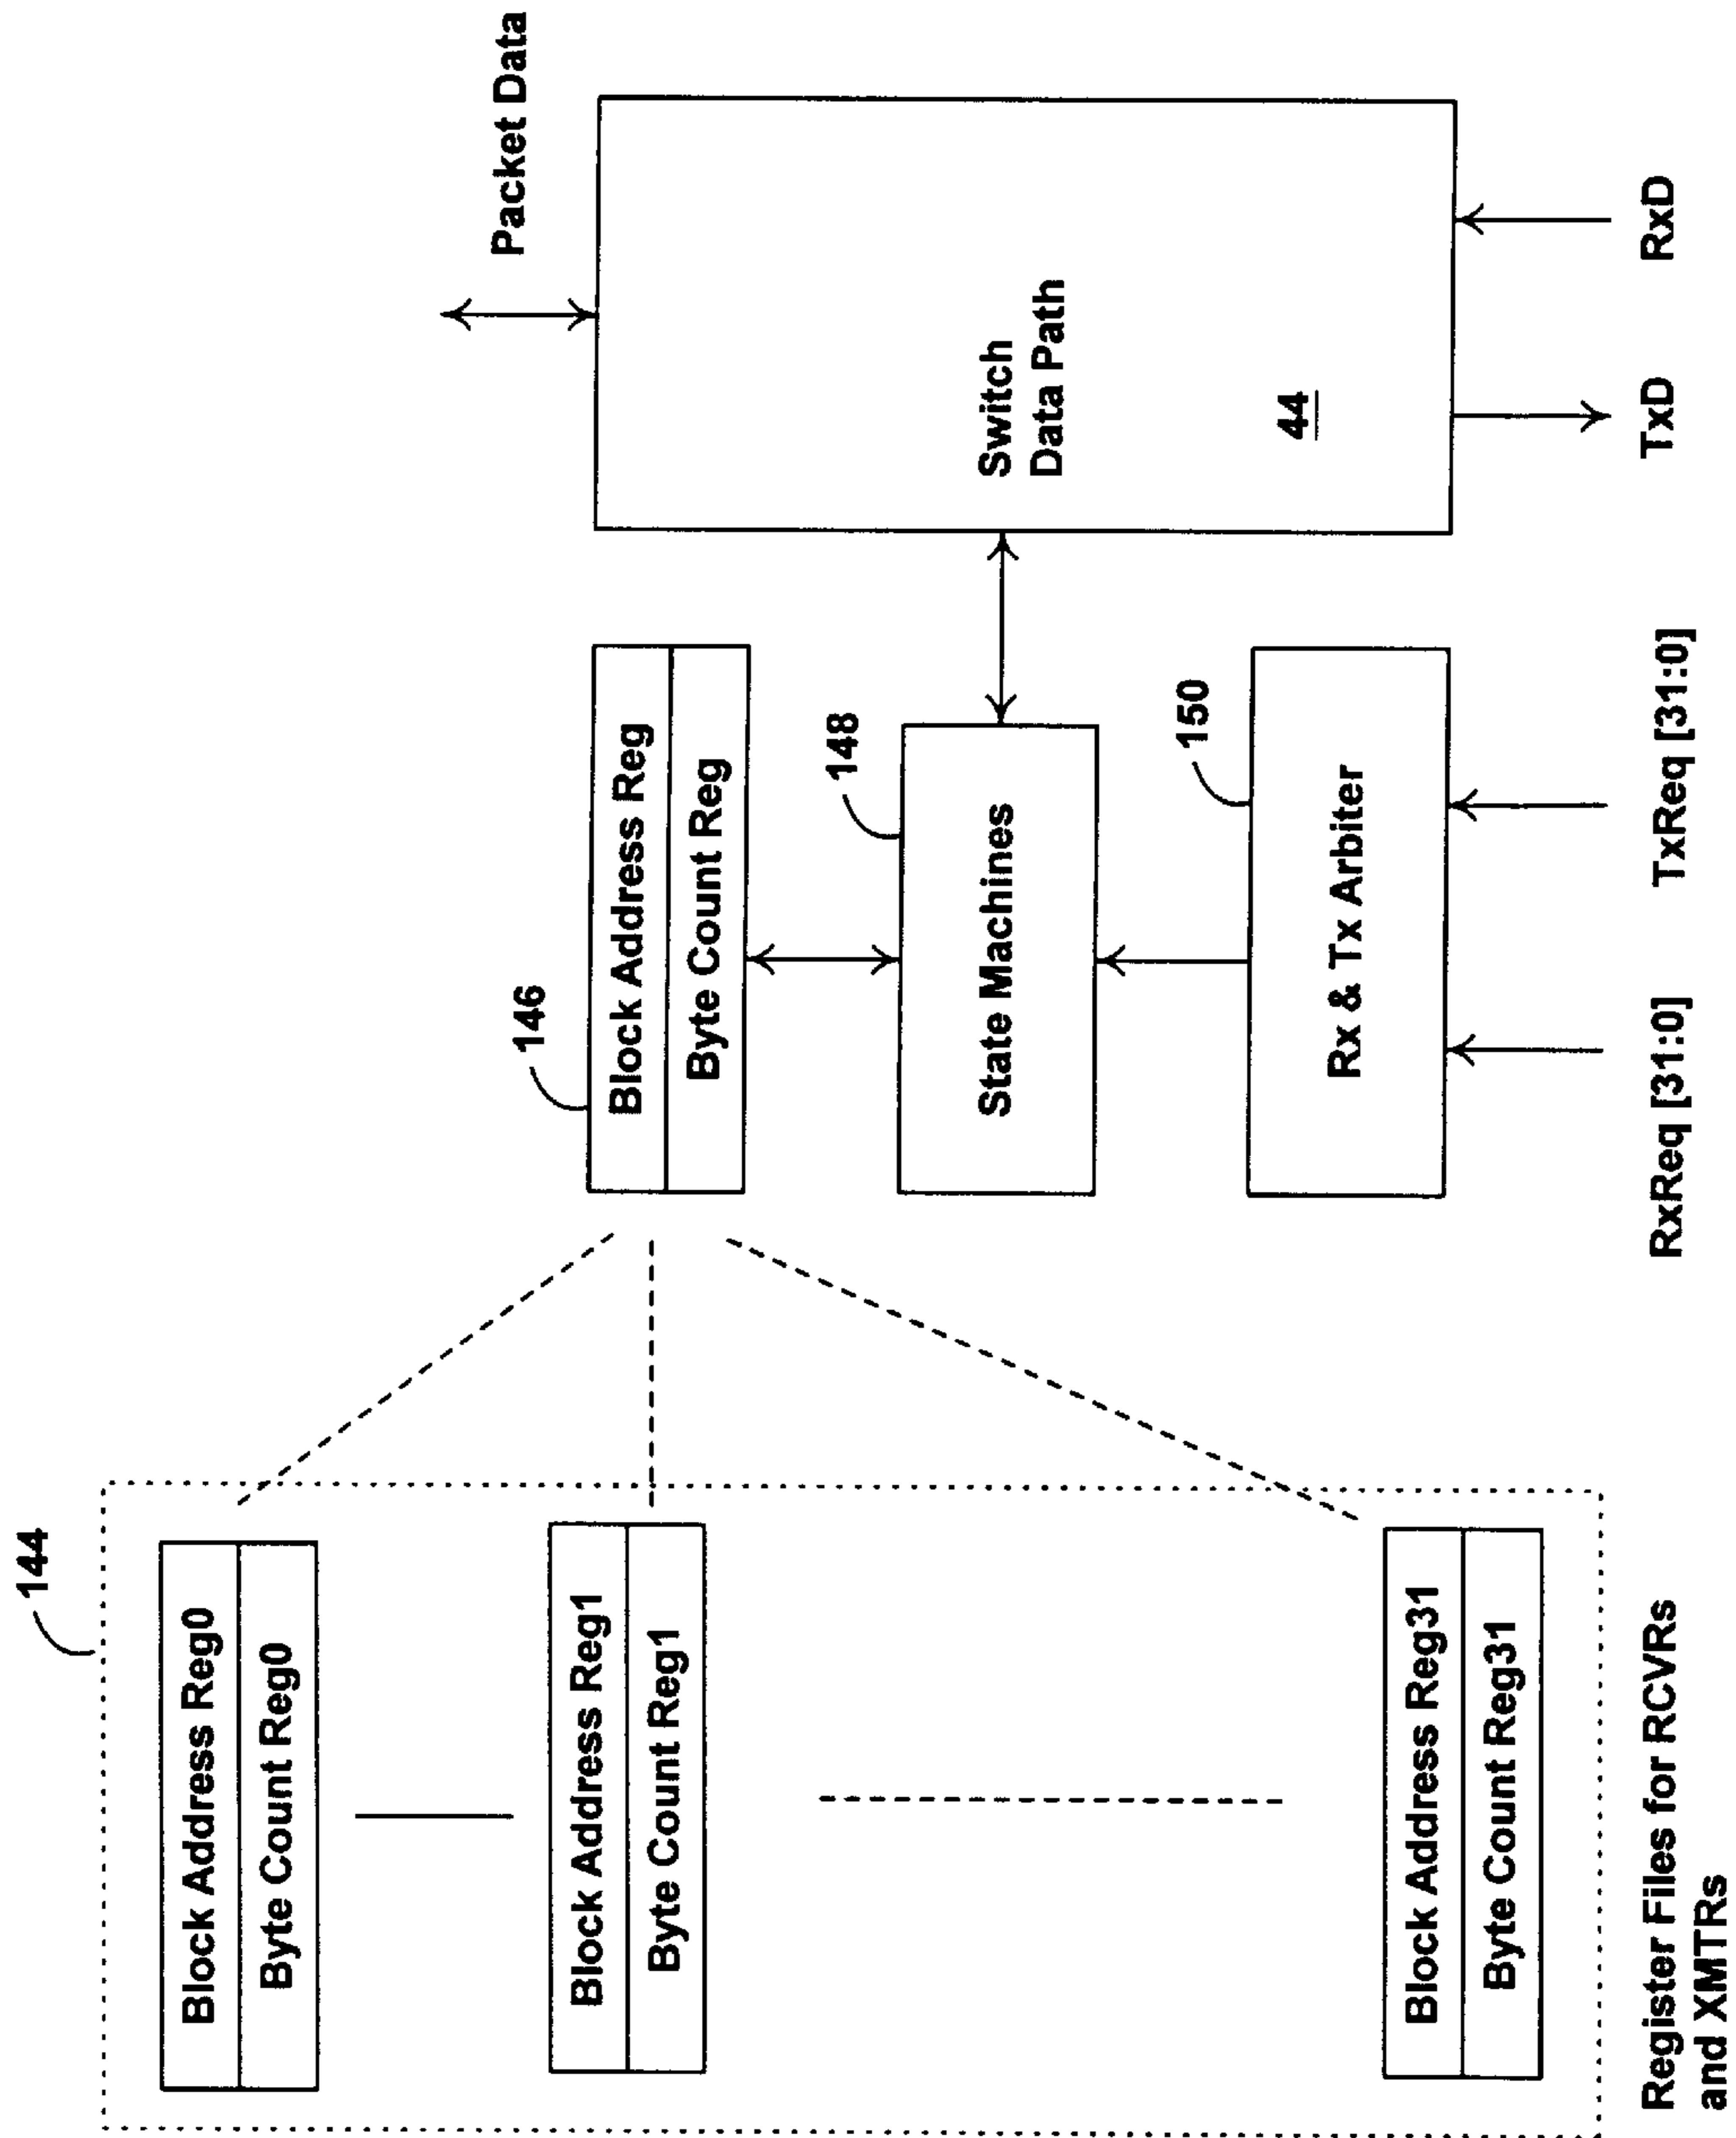 144
Block Address Reg0
Byte Count Reg0
Block Address Reg1
Byte Count Reg1
Block Address Reg31
Byte Count Reg31
Register Files for RCVRs
and XMTRs
146
Block Address Reg
Byte Count Reg
148
State Machines
150
Rx & Tx Arbiter
RxReq [31:0]
TxReq [31:0]
Packet Data
Switch
Data Path
44
TxD
RxD